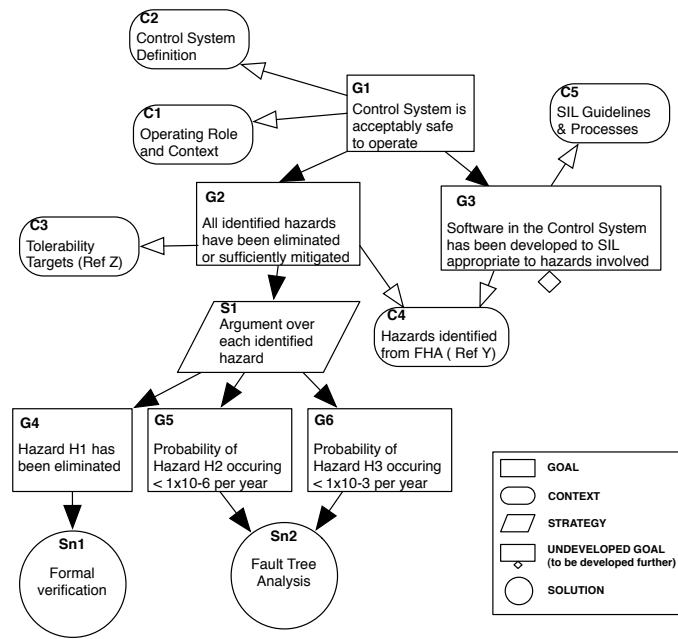 C2
Control System
Definition
G1
Control System is
acceptably safe
to operate
C5
SIL Guidelines
& Processes
C1
Operating Role
and Context
G2
All identified hazards
have been eliminated
or sufficiently mitigated
G3
Software in the Control System
has been developed to SIL
appropriate to hazards involved
C3
Tolerability
Targets (Ref Z)
S1
Argument over
each identified
hazard
C4
Hazards identified
from FHA ( Ref Y)
G4
Hazard H1 has
been eliminated
G5
Probability of
Hazard H2 occuring
< 1x10-6 per year
G6
Probability of
Hazard H3 occuring
< 1x10-3 per year
Sn1
Formal
verification
Sn2
Fault Tree
Analysis
GOAL
CONTEXT
STRATEGY
UNDEVELOPED GOAL
(to be developed further)
SOLUTION